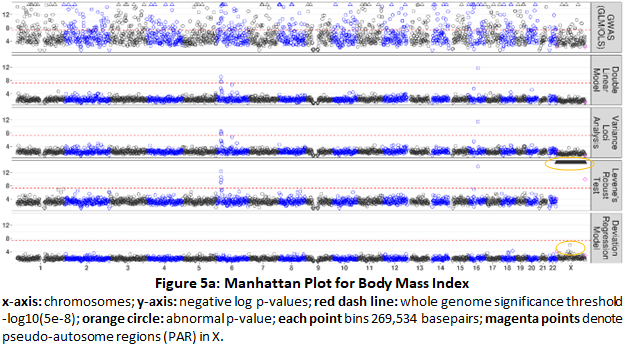 12
8
4
GWAS
(GLM/OLS)
12
8
4
Double
Linear
Model
12
8
4
Variance
Loci
Analysis
12
8
4
Levene's
Robust
Test
12
8
4
Deviation
Regression
Model
1 2 3 4 5 6 7 8 9 10 11 12 13 14 15 16 17 18 19 20 21 22 X
Figure 5a: Manhattan Plot for Body Mass Index
x-axis: chromosomes; y-axis: negative log p-values; red dash line: whole genome significance threshold
-log10(5e-8); orange circle: abnormal p-value; each point bins 269,534 basepairs; magenta points denote
pseudo-autosome regions (PAR) in X.